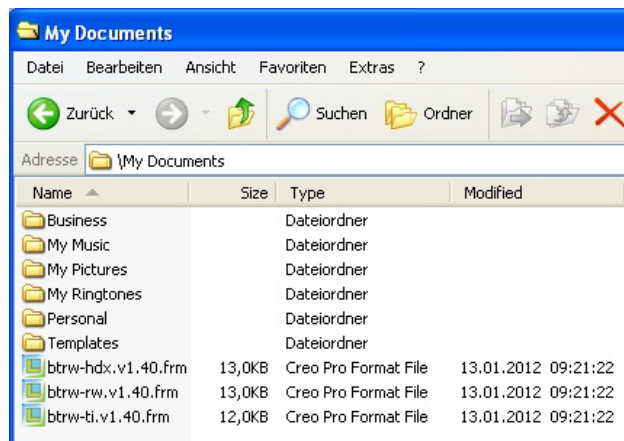 My Documents
Datei Bearbeiten Ansicht Favoriten Extras ?
Zurück Suchen Ordner
Adresse \My Documents
Name Size Type Modified
Business Dateiordner
My Music Dateiordner
My Pictures Dateiordner
My Ringtones Dateiordner
Personal Dateiordner
Templates Dateiordner
btrw-hdx.v1.40.frm 13,0KB Creo Pro Format File 13.01.2012 09:21:22
btrw-rw.v1.40.frm 13,0KB Creo Pro Format File 13.01.2012 09:21:22
btrw-ti.v1.40.frm 12,0KB Creo Pro Format File 13.01.2012 09:21:22